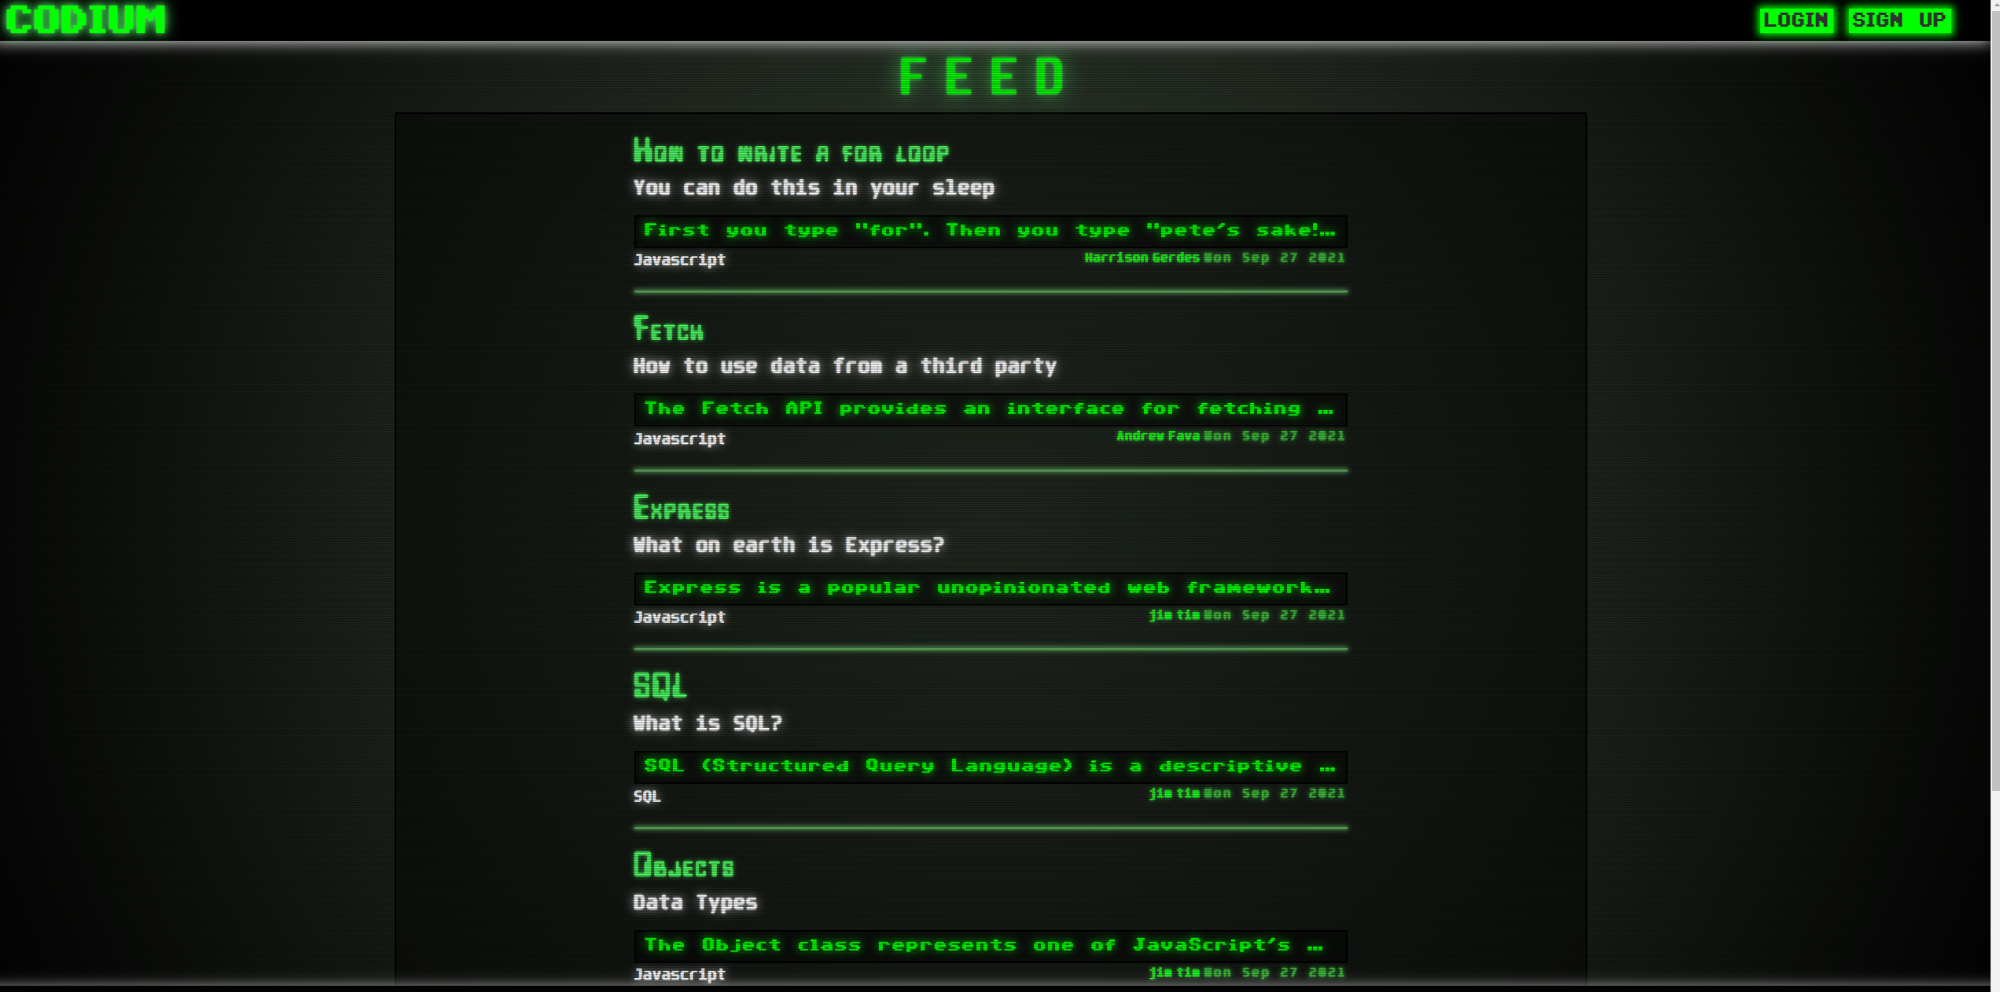 CODIUM
LOGIN SIGN UP
FEED
How to write a for loop
You can do this in your sleep
First you type "for". Then you type "pete's sake!…
Javascript
Harrison Gerdes Mon Sep 27 2021
Fetch
How to use data from a third party
The Fetch API provides an interface for fetching …
Javascript
Andrew Fava Mon Sep 27 2021
Express
What on earth is Express?
Express is a popular unopinionated web framework…
Javascript
jim tim Mon Sep 27 2021
SQL
What is SQL?
SQL (Structured Query Language) is a descriptive …
SQL
jim tim Mon Sep 27 2021
Objects
Data Types
The Object class represents one of JavaScript's …
Javascript
jim tim Mon Sep 27 2021